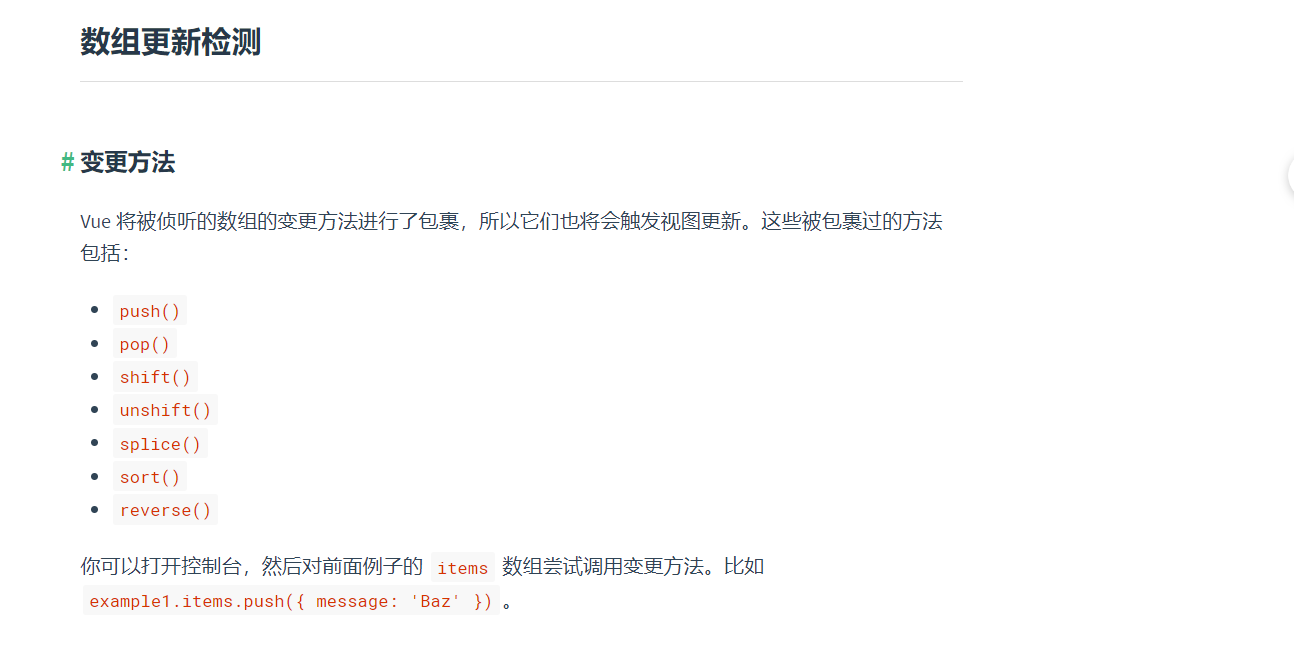 数组更新检测
# 变更方法
Vue 将被侦听的数组的变更方法进行了包裹，所以它们也将会触发视图更新。这些被包裹过的方法
包括：
• push()
• pop()
• shift()
• unshift()
• splice()
• sort()
• reverse()
你可以打开控制台，然后对前面例子的 items 数组尝试调用变更方法。比如
example1.items.push({ message: 'Baz' }) 。